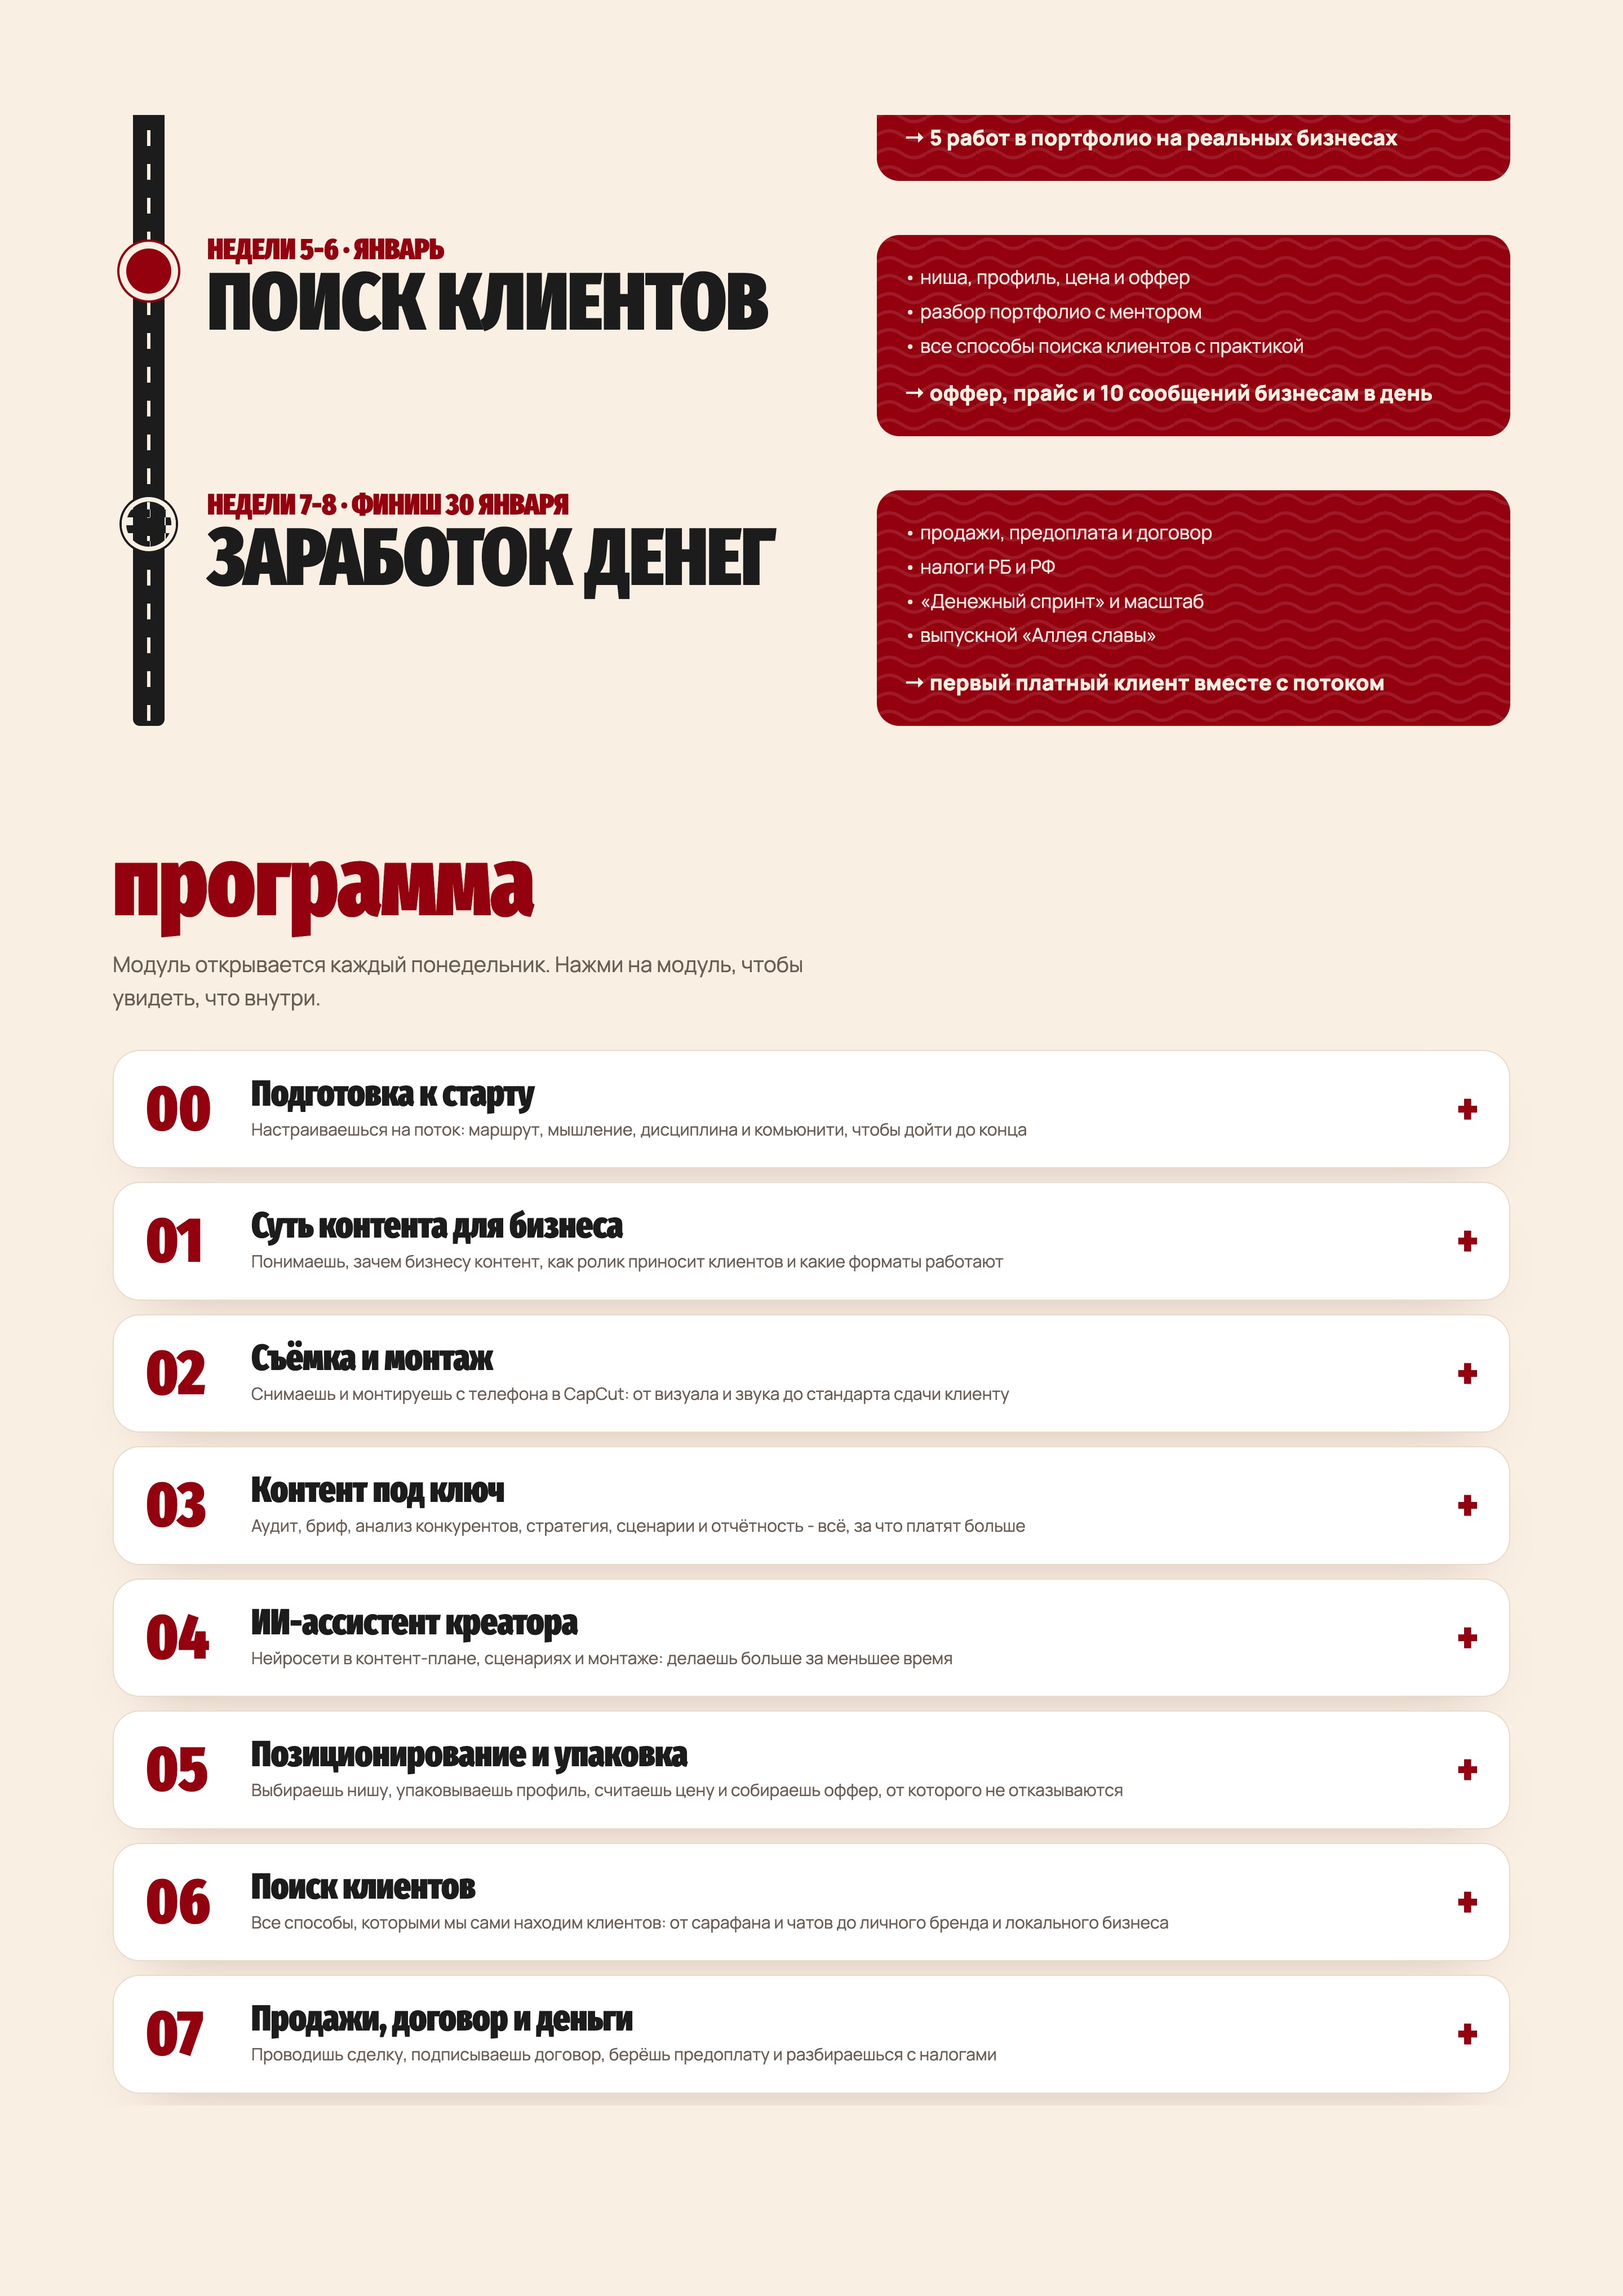 → 5 работ в портфолио на реальных бизнесах
НЕДЕЛИ 5-6 · ЯНВАРЬ
ПОИСК КЛИЕНТОВ
• ниша, профиль, цена и оффер
• разбор портфолио с ментором
• все способы поиска клиентов с практикой
→ оффер, прайс и 10 сообщений бизнесам в день
НЕДЕЛИ 7-8 · ФИНИШ 30 ЯНВАРЯ
ЗАРАБОТОК ДЕНЕГ
• продажи, предоплата и договор
• налоги РБ и РФ
• «Денежный спринт» и масштаб
• выпускной «Аллея славы»
→ первый платный клиент вместе с потоком
программа
Модуль открывается каждый понедельник. Нажми на модуль, чтобы
увидеть, что внутри.
00
Подготовка к старту
+
Настраиваешься на поток: маршрут, мышление, дисциплина и комьюнити, чтобы дойти до конца
01
Суть контента для бизнеса
+
Понимаешь, зачем бизнесу контент, как ролик приносит клиентов и какие форматы работают
02
Съёмка и монтаж
+
Снимаешь и монтируешь с телефона в CapCut: от визуала и звука до стандарта сдачи клиенту
03
Контент под ключ
+
Аудит, бриф, анализ конкурентов, стратегия, сценарии и отчётность - всё, за что платят больше
04
ИИ-ассистент креатора
+
Нейросети в контент-плане, сценариях и монтаже: делаешь больше за меньшее время
05
Позиционирование и упаковка
+
Выбираешь нишу, упаковываешь профиль, считаешь цену и собираешь оффер, от которого не отказываются
06
Поиск клиентов
+
Все способы, которыми мы сами находим клиентов: от сарафана и чатов до личного бренда и локального бизнеса
07
Продажи, договор и деньги
+
Проводишь сделку, подписываешь договор, берёшь предоплату и разбираешься с налогами